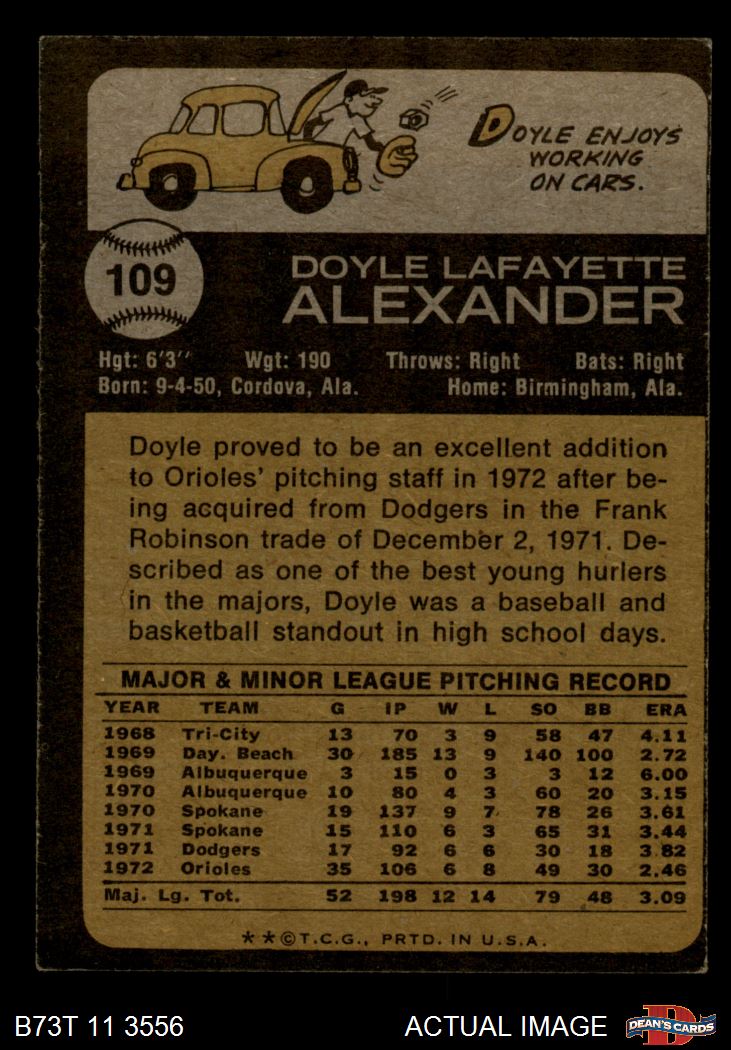 DOYLE ENJOYS
WORKING
ON CARS.
109
DOYLE LAFAYETTE
ALEXANDER
Hgt: 6'3" Wgt: 190 Throws: Right Bats: Right
Born: 9-4-50, Cordova, Ala. Home: Birmingham, Ala.
Doyle proved to be an excellent addition
to Orioles' pitching staff in 1972 after be-
ing acquired from Dodgers in the Frank
Robinson trade of December 2, 1971. De-
scribed as one of the best young hurlers
in the majors, Doyle was a baseball and
basketball standout in high school days.
MAJOR & MINOR LEAGUE PITCHING RECORD
YEAR TEAM G IP W L SO BB ERA
1968 Tri-City 13 70 3 9 58 47 4.11
1969 Day. Beach 30 185 13 9 140 100 2.72
1969 Albuquerque 3 15 0 3 3 12 6.00
1970 Albuquerque 10 80 4 3 60 20 3.15
1970 Spokane 19 137 9 7 78 26 3.61
1971 Spokane 15 110 6 3 65 31 3.44
1971 Dodgers 17 92 6 6 30 18 3.82
1972 Orioles 35 106 6 8 49 30 2.46
Maj. Lg. Tot. 52 198 12 14 79 48 3.09
**©T.C.G., PRTD. IN U.S.A.
B73T 11 3556 ACTUAL IMAGE DEAN'S CARDS